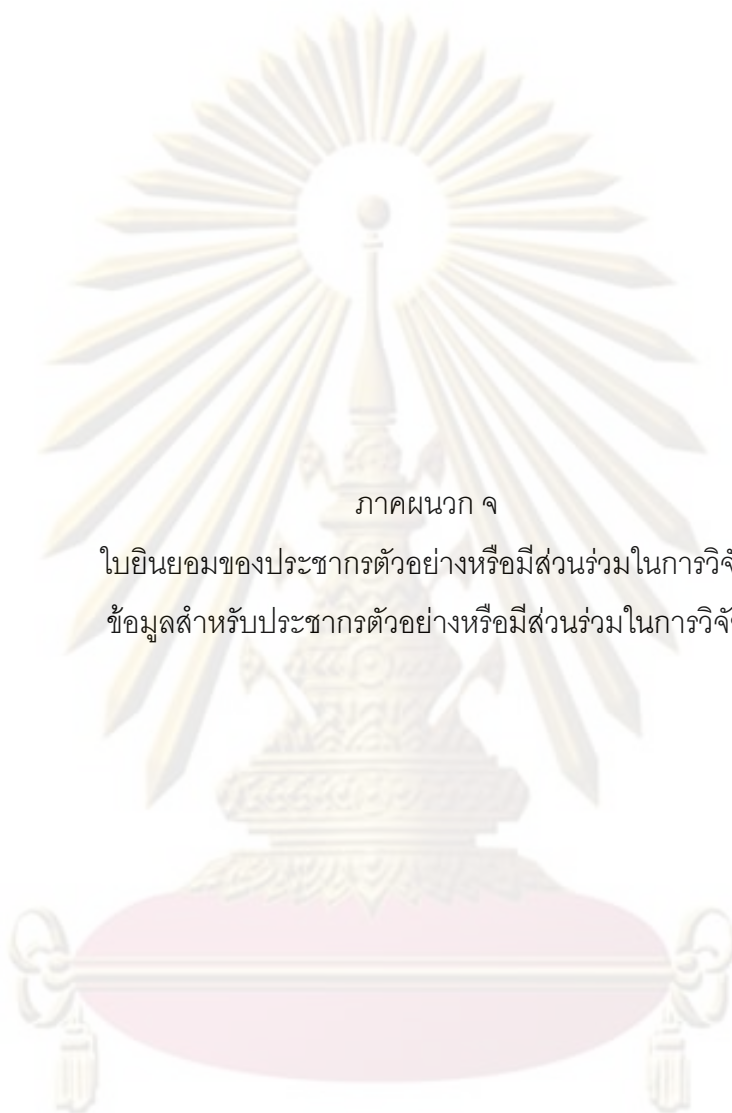 ภาคผนวก จ
ใบยินยอมของประชากรตัวอย่างหรือมีส่วนร่วมในการวิจั
ข้อมูลสำหรับประชากรตัวอย่างหรือมีส่วนร่วมในการวิจั